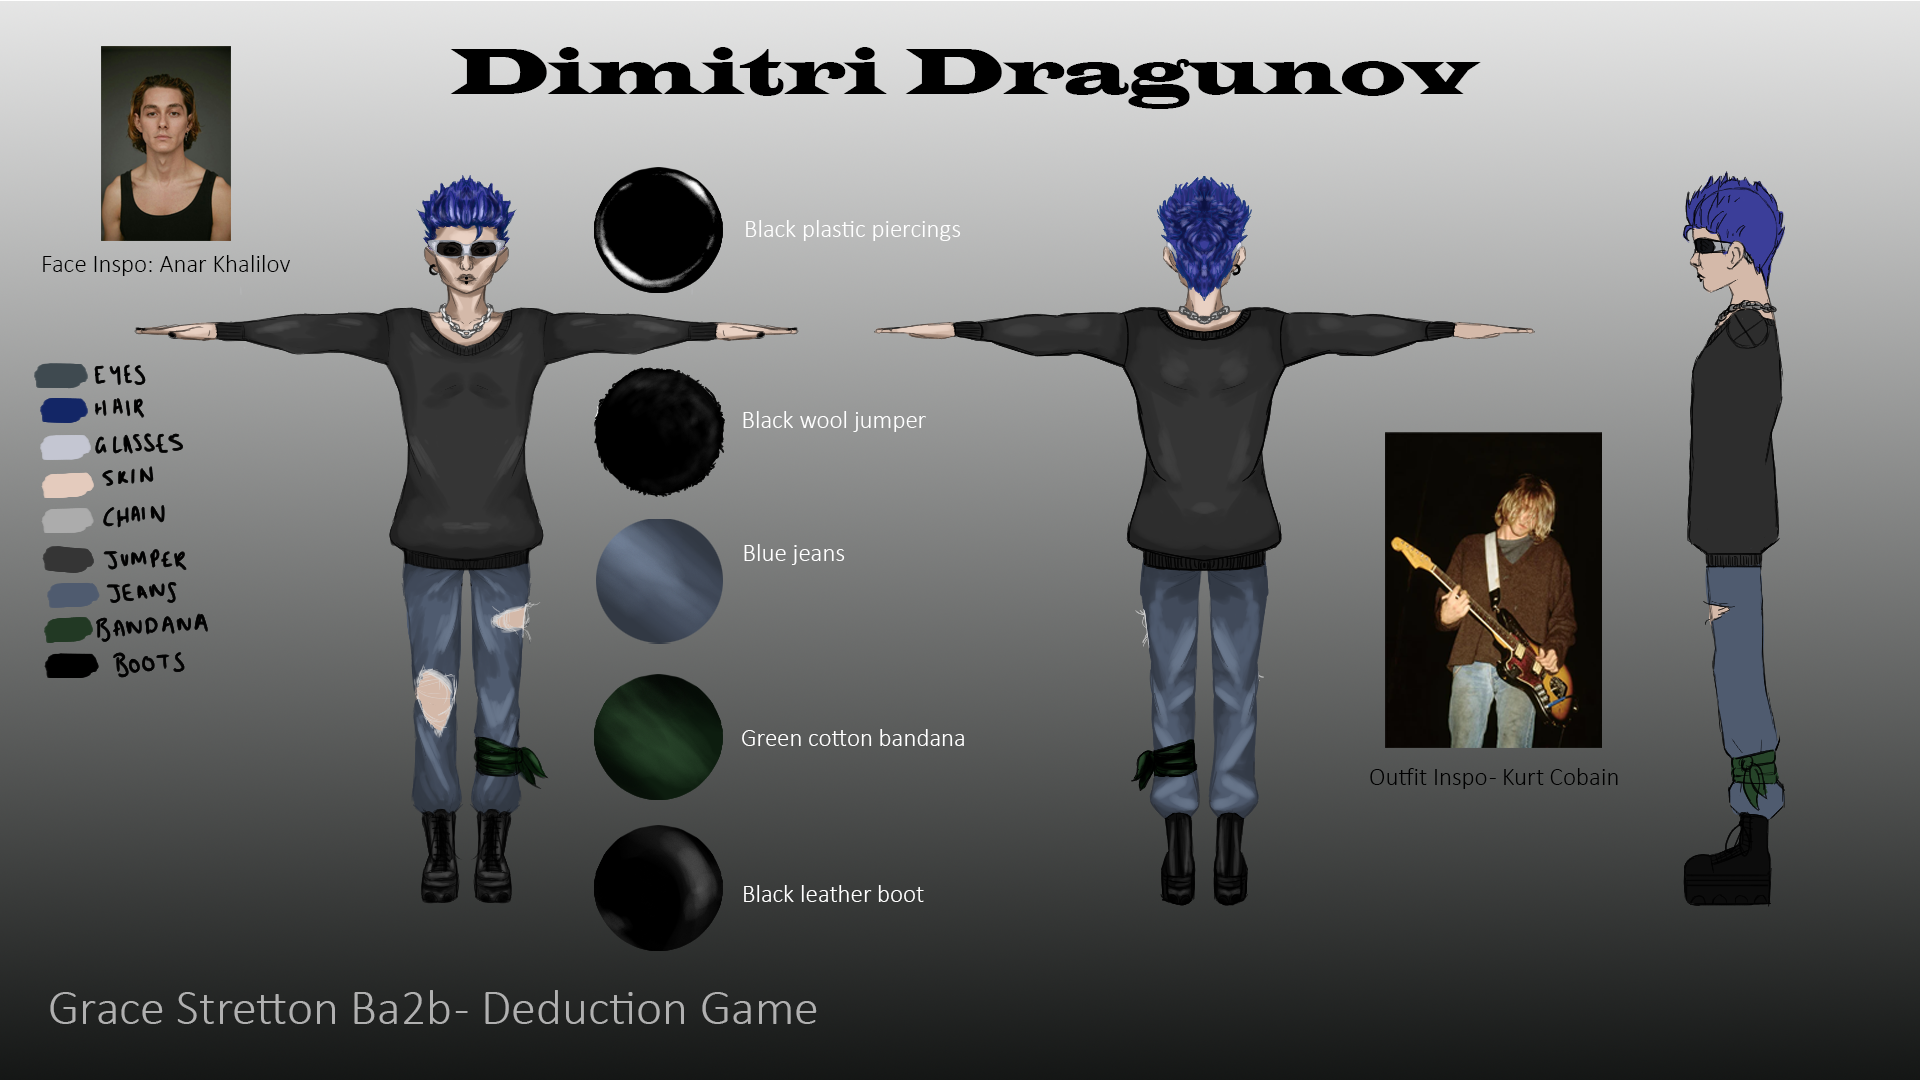 Dimitri Dragunov
Face Inspo: Anar Khalilov
Black plastic piercings
EYES
HAIR
GLASSES
SKIN
CHAIN
JUMPER
JEANS
BANDANA
BOOTS
Black wool jumper
Blue jeans
Green cotton bandana
Black leather boot
Outfit Inspo- Kurt Cobain
Grace Stretton Ba2b- Deduction Game